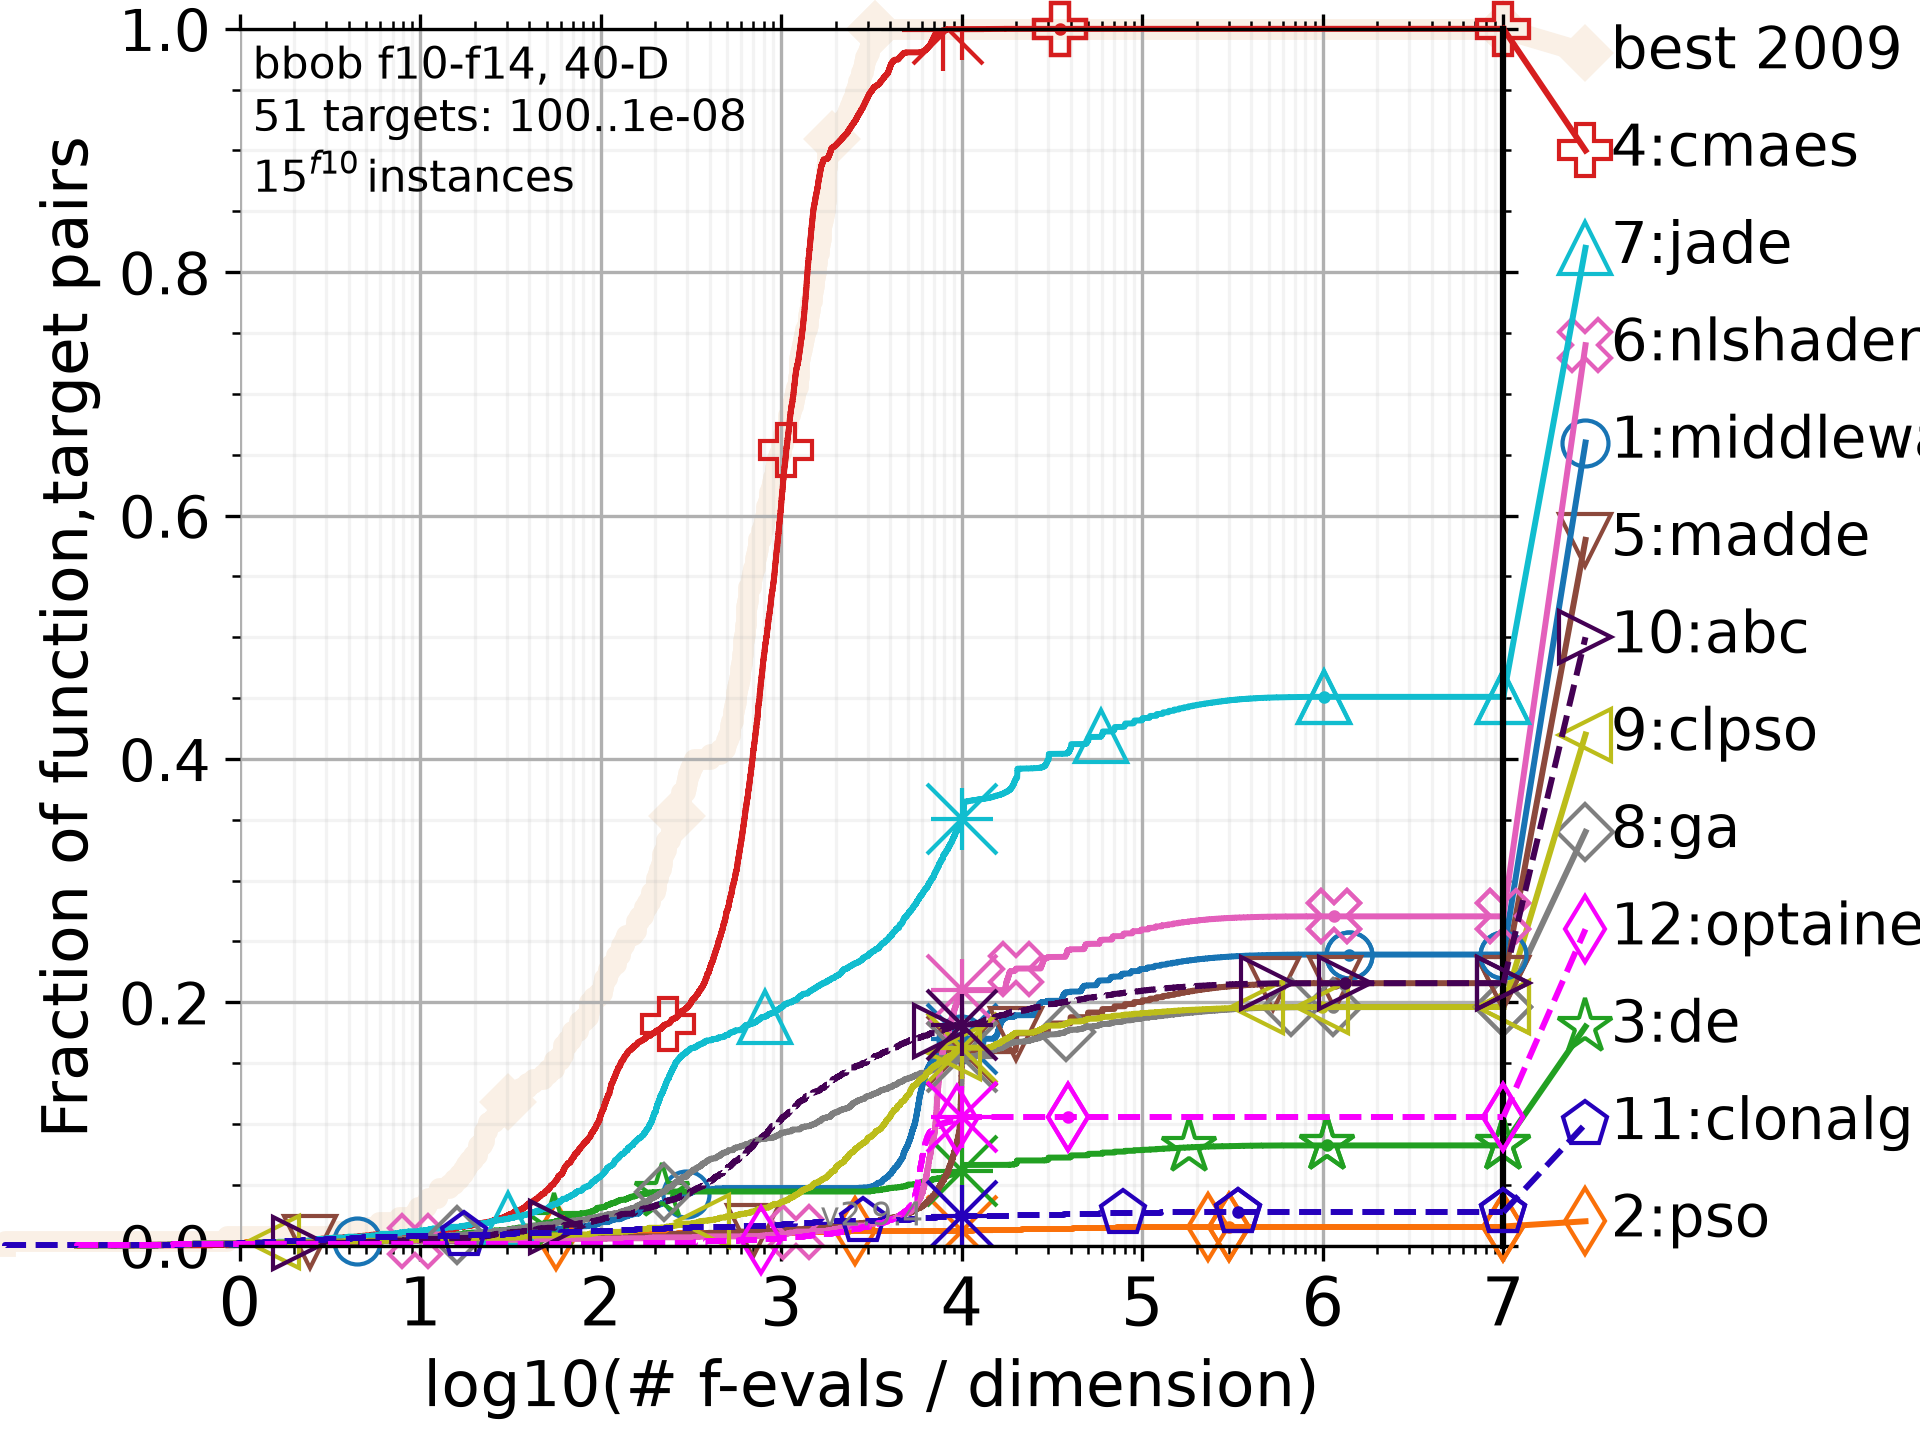 bbob f10-f14, 40-D
51 targets: 100..1e-08
15f10 instances
Fraction of function,target pairs
1.0
0.8
0.6
0.4
0.2
0.0
0 1 2 3 4 5 6 7
log10(# f-evals / dimension)
best 2009
4:cmaes
7:jade
6:nlshader
1:middlewa
5:madde
10:abc
9:clpso
8:ga
12:optaine
3:de
11:clonalg
2:pso